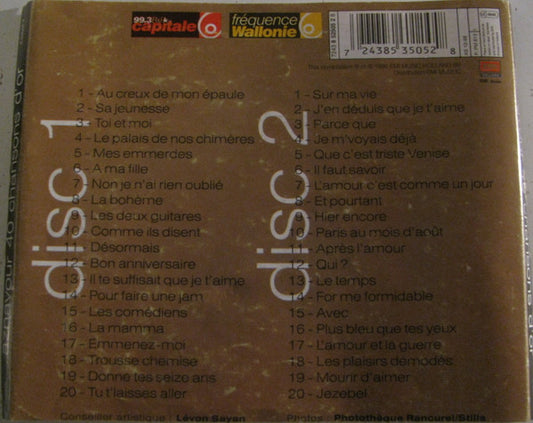 99.3 capitale
fréquence
Wallonie
7 24385 35052 8
disc 1
1 - Au creux de mon épaule
2 - Sa jeunesse
3 - Toi et moi
4 - Le palais de nos chimères
5 - Mes emmerdes
6 - A ma fille
7 - Non je n'ai rien oublié
8 - La bohème
9 - Les deux guitares
10 - Comme ils disent
11 - Désormais
12 - Bon anniversaire
13 - Il te suffisait que je t'aime
14 - Pour faire une jam
15 - Les comédiens
16 - La mamma
17 - Emmenez-moi
18 - Trousse chemise
19 - Donne tes seize ans
20 - Tu t'laisses aller
disc 2
1 - Sur ma vie
2 - J'en déduis que je t'aime
3 - Parce que
4 - Je m'voyais déjà
5 - Que c'est triste Venise
6 - Il faut savoir
7 - L'amour c'est comme un jour
8 - Et pourtant
9 - Hier encore
10 - Paris au mois d'août
11 - Après l'amour
12 - Qui ?
13 - Le temps
14 - For me formidable
15 - Avec
16 - Plus bleu que tes yeux
17 - L'amour et la guerre
18 - Les plaisirs démodés
19 - Mourir d'aimer
20 - Jezebel
Conseiller artistique : Lévon Sayan
Photos : Photothèque Rancurel/Stills
aznavour 40 chansons d'or